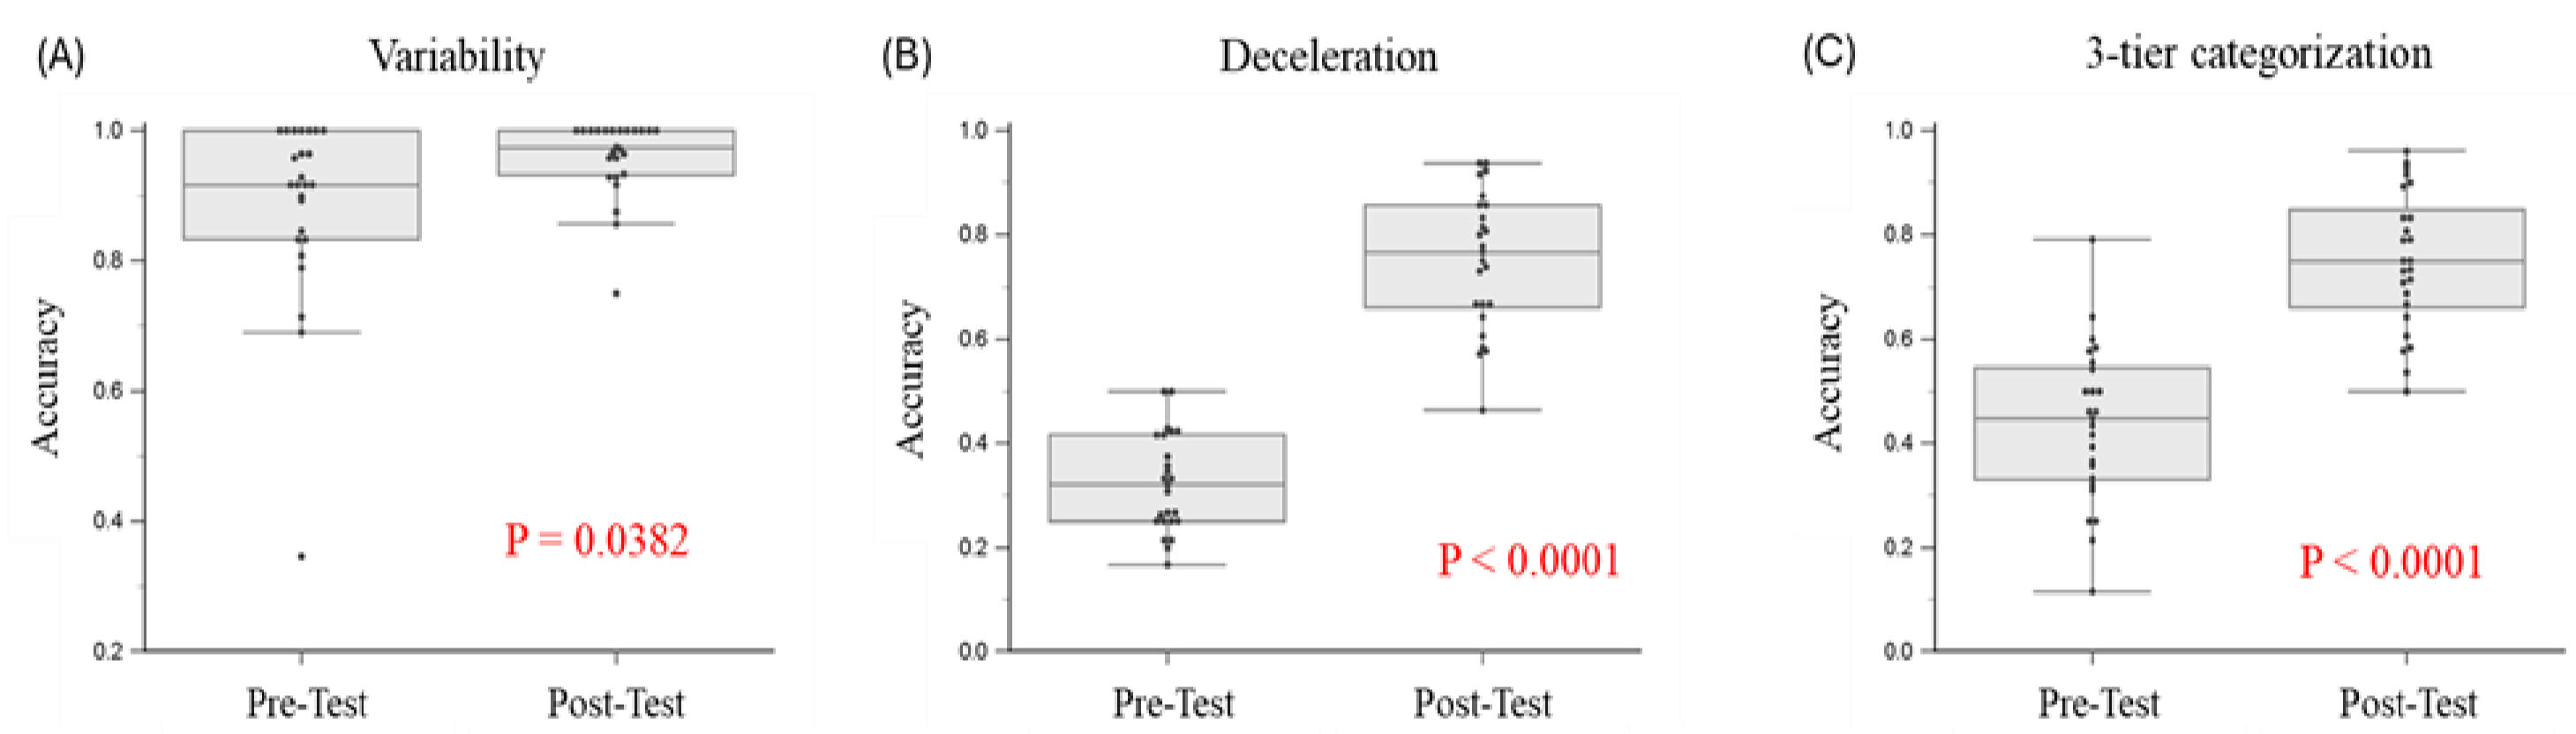 (A) Variability
1.0
0.8
0.6
0.4
0.2
Accuracy
P = 0.0382
Pre-Test Post-Test
(B) Deceleration
1.0
0.8
0.6
0.4
0.2
0.0
Accuracy
P < 0.0001
Pre-Test Post-Test
(C) 3-tier categorization
1.0
0.8
0.6
0.4
0.2
0.0
Accuracy
P < 0.0001
Pre-Test Post-Test